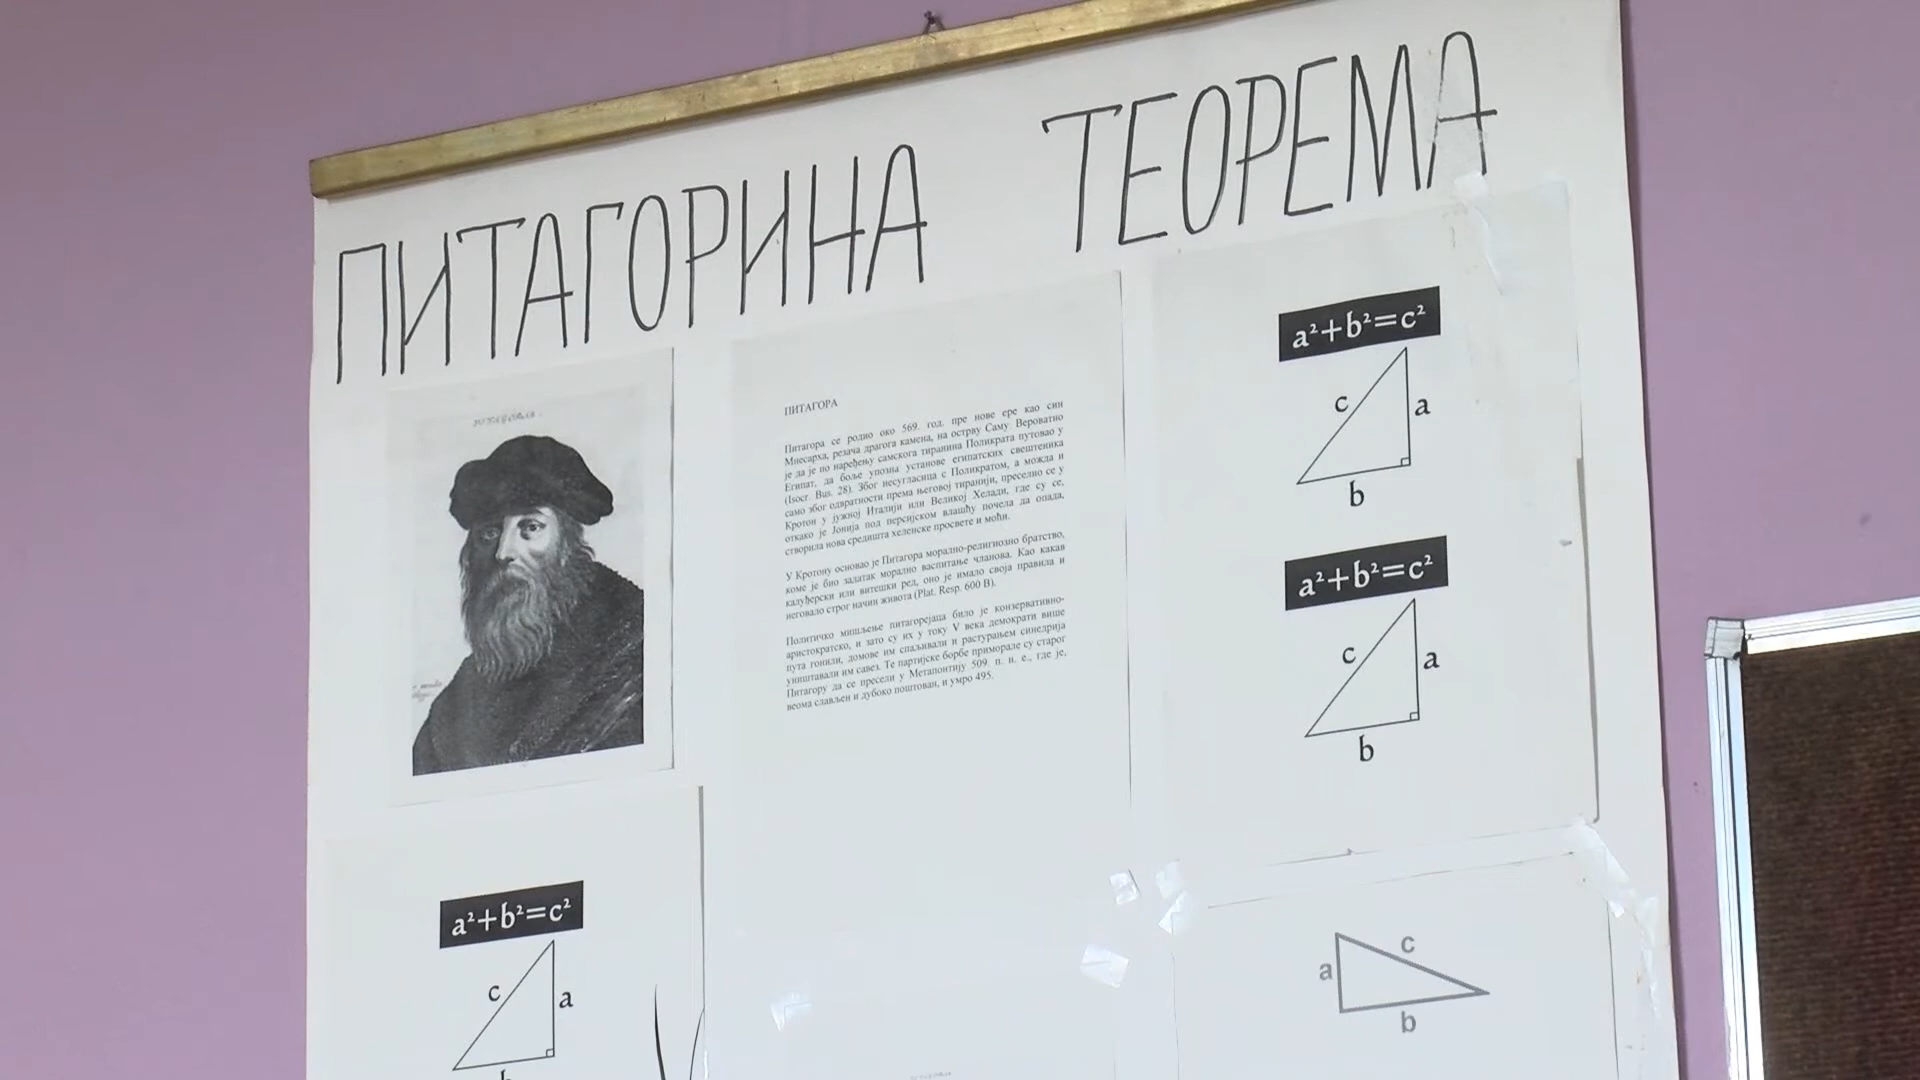 ПИТАГОРИНА ТЕОРЕМА
ПИТАГОРА
Питагора се родио око 569. год. пре нове ере као син
Мнесарха, резача драгога камена, на острву Саму. Вероватно
је да је по наређењу самскога тиранина Поликрата путовао у
Египат, да боље упозна установе египатских свештеника
(Isocr. Bus. 28). Због несугласица с Поликратом, а можда и
само због одвратности према његовој тиранији, преселио се у
Кротон у јужној Италији или Великој Хелади, где су се,
откако је Јонија под персијском влашћу почела да опада,
створила нова средишта хеленске просвете и моћи.
У Кротону основао је Питагора морално-религиозно братство,
коме је био задатак морално васпитање чланова. Као какав
калуђерски или витешки ред, оно је имало своја правила и
неговало строг начин живота (Plat. Resp. 600 B).
Политичко мишљење питагорејаца било је конзервативно-
аристократско, и зато су их у току V века демократи више
пута гонили, домове им спаљивали и растурањем синедрија
уништавали им савез. Те партијске борбе приморале су старог
Питагору да се пресели у Метапонтију 509. п. н. е., где је,
веома слављен и дубоко поштован, и умро 495.
a²+b²=c²
c
a
b
a²+b²=c²
c
a
b
a²+b²=c²
c
a
b
c
a
b